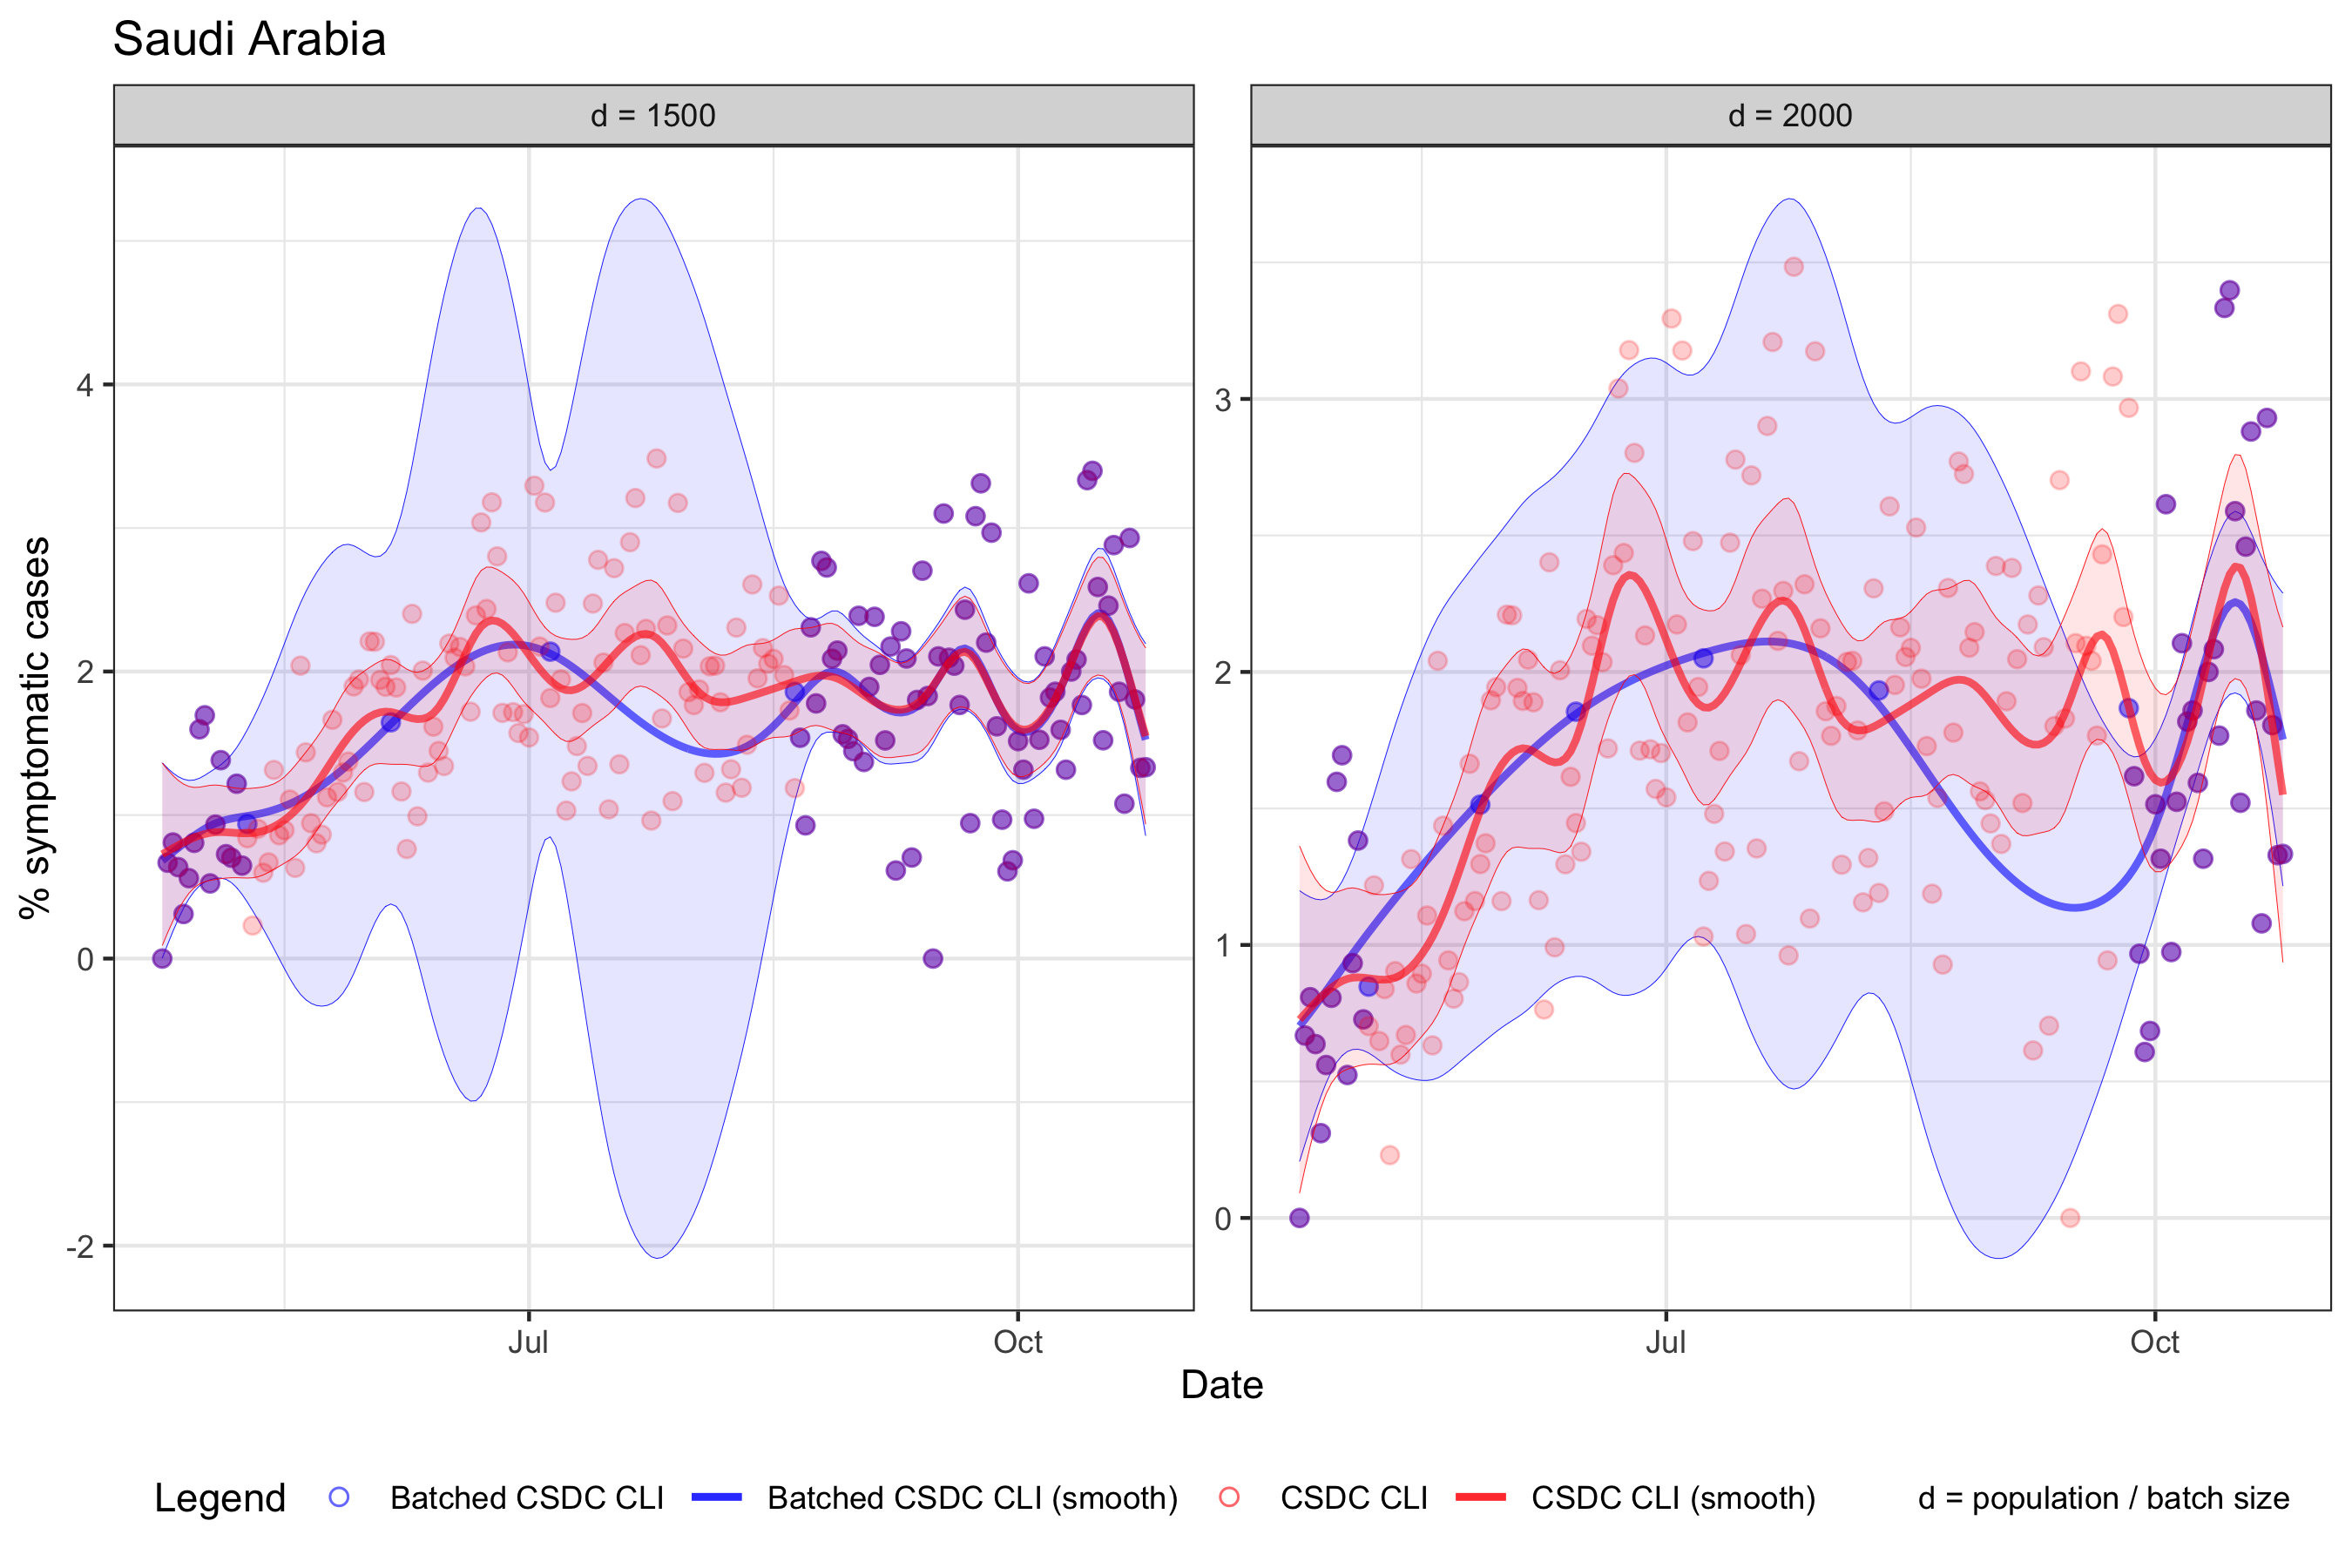 Saudi Arabia
d = 1500
d = 2000
% symptomatic cases
4
2
0
-2
3
2
1
0
Jul
Oct
Jul
Oct
Date
Legend
Batched CSDC CLI
Batched CSDC CLI (smooth)
CSDC CLI
CSDC CLI (smooth)
d = population / batch size